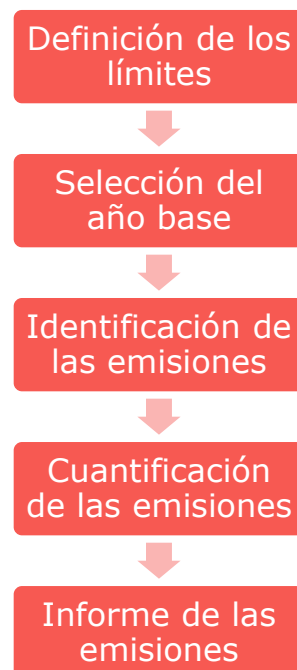 Definición de los
límites
Selección del
año base
Identificación de
las emisiones
Cuantificación
de las emisiones
Informe de las
emisiones